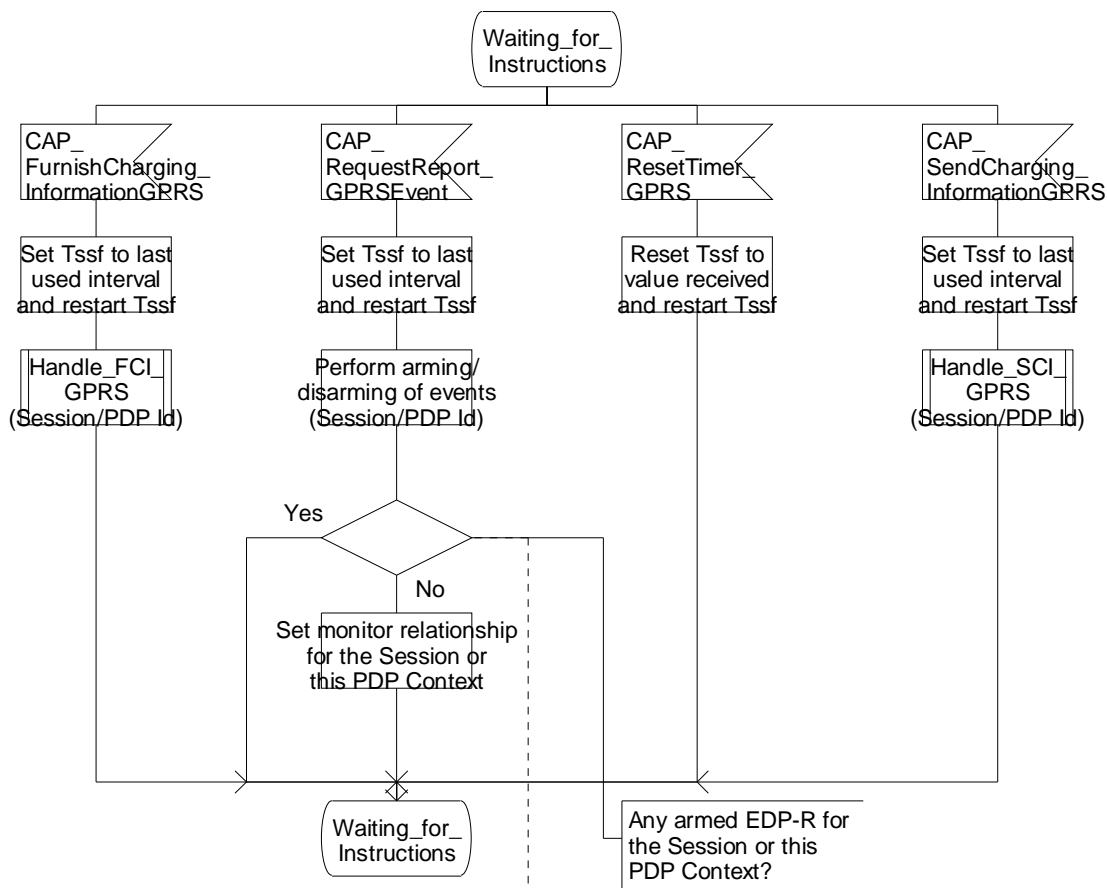 Waiting_for_
Instructions
CAP_
FurnishCharging_
InformationGPRS
CAP_
RequestReport_
GPRSEvent
CAP_
ResetTimer_
GPRS
CAP_
SendCharging_
InformationGPRS
Set Tssf to last
used interval
and restart Tssf
Set Tssf to last
used interval
and restart Tssf
Reset Tssf to
value received
and restart Tssf
Set Tssf to last
used interval
and restart Tssf
Handle_FCI_
GPRS
(Session/PDP Id)
Perform arming/
disarming of events
(Session/PDP Id)
Handle_SCI_
GPRS
(Session/PDP Id)
Yes
No
Set monitor relationship
for the Session or
this PDP Context
Waiting_for_
Instructions
Any armed EDP-R for
the Session or this
PDP Context?